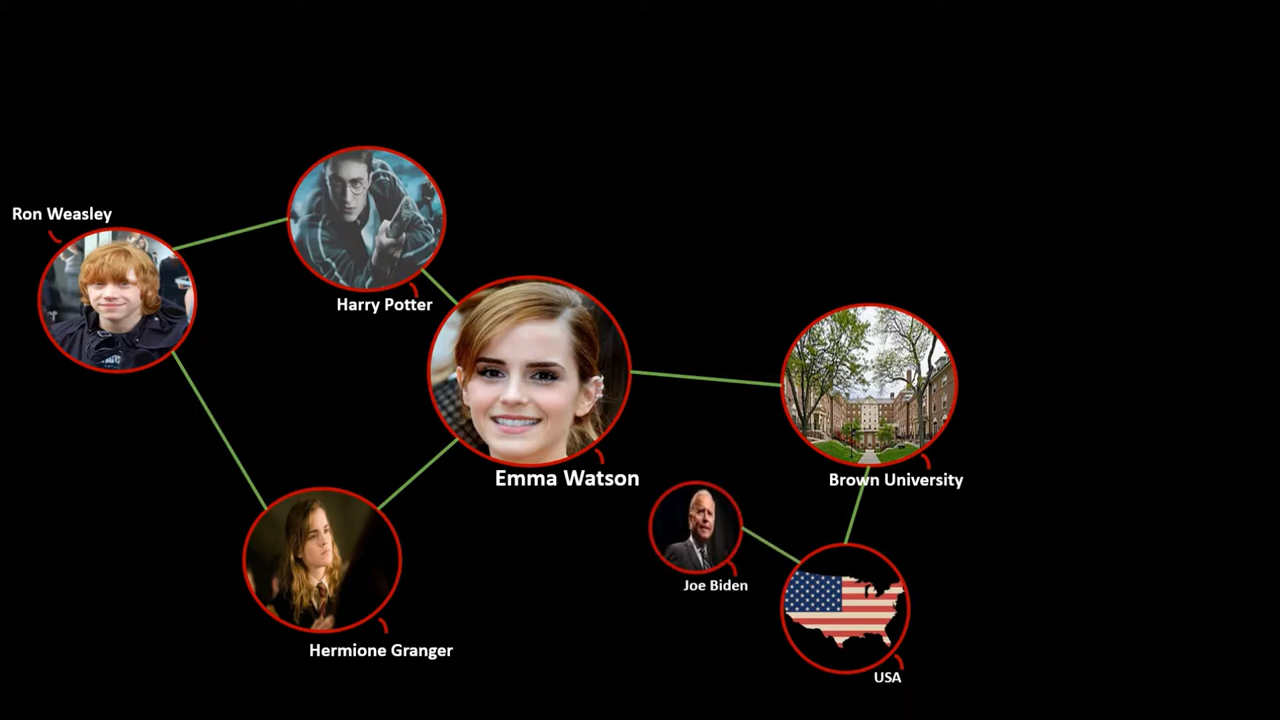 Ron Weasley
Harry Potter
Emma Watson
Brown University
Joe Biden
Hermione Granger
USA